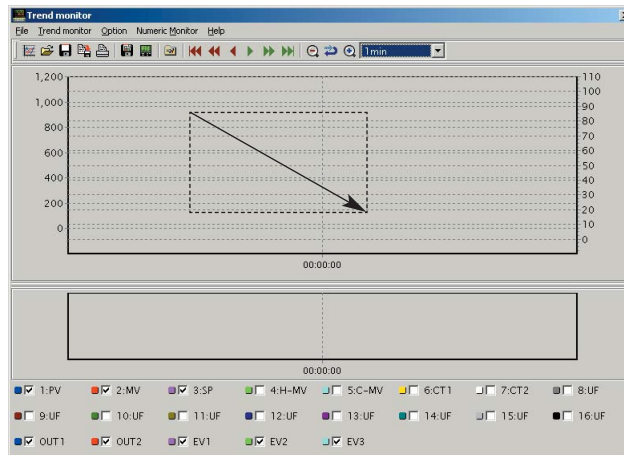 Trend monitor
File Trend monitor Option Numeric Monitor Help
1min
1,200 110
100
1,000 90
800 80
70
600 60
50
400 40
30
200 20
10
0 0
00:00:00
00:00:00
1:PV 2:MV 3:SP 4:H-MV 5:C-MV 6:CT1 7:CT2 8:UF
9:UF 10:UF 11:UF 12:UF 13:UF 14:UF 15:UF 16:UF
OUT1 OUT2 EV1 EV2 EV3